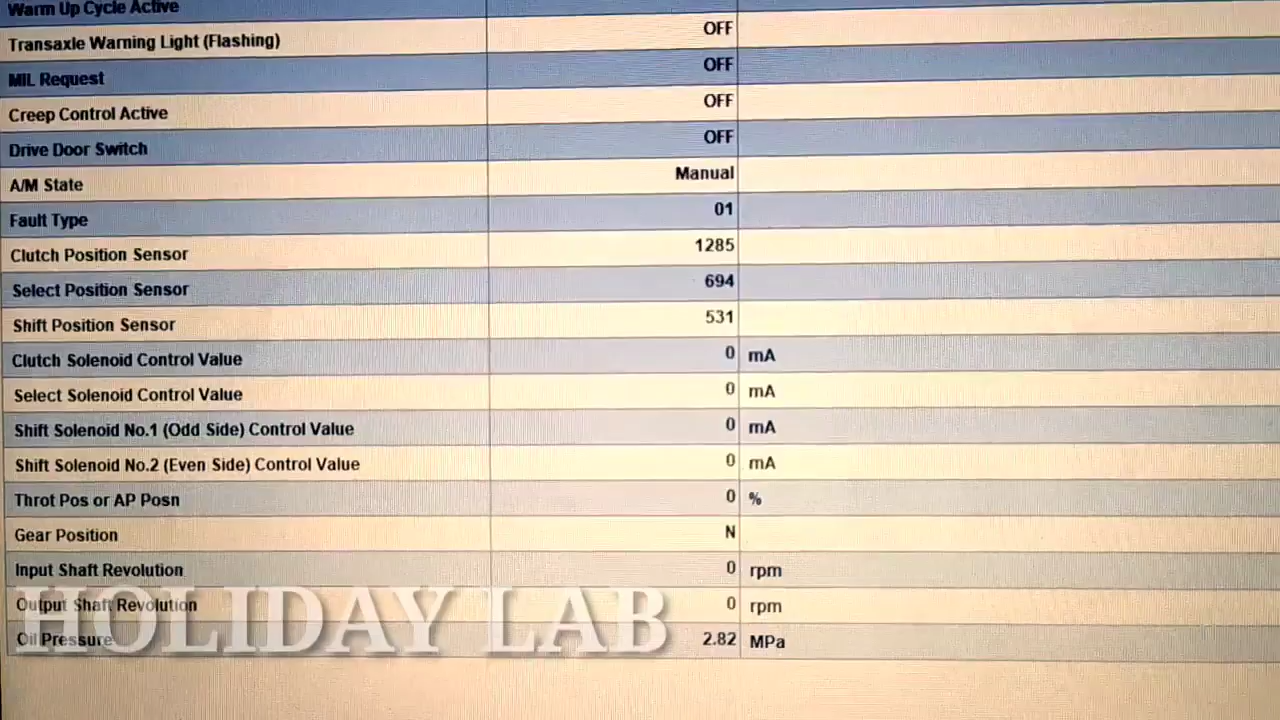 Warm Up Cycle Active
Transaxle Warning Light (Flashing) OFF
MIL Request OFF
Creep Control Active OFF
Drive Door Switch OFF
A/M State Manual
Fault Type 01
Clutch Position Sensor 1285
Select Position Sensor 694
Shift Position Sensor 531
Clutch Solenoid Control Value 0 mA
Select Solenoid Control Value 0 mA
Shift Solenoid No.1 (Odd Side) Control Value 0 mA
Shift Solenoid No.2 (Even Side) Control Value 0 mA
Throt Pos or AP Posn 0 %
Gear Position N
Input Shaft Revolution 0 rpm
Output Shaft Revolution 0 rpm
Oil Pressure 2.82 MPa
HOLIDAY LAB